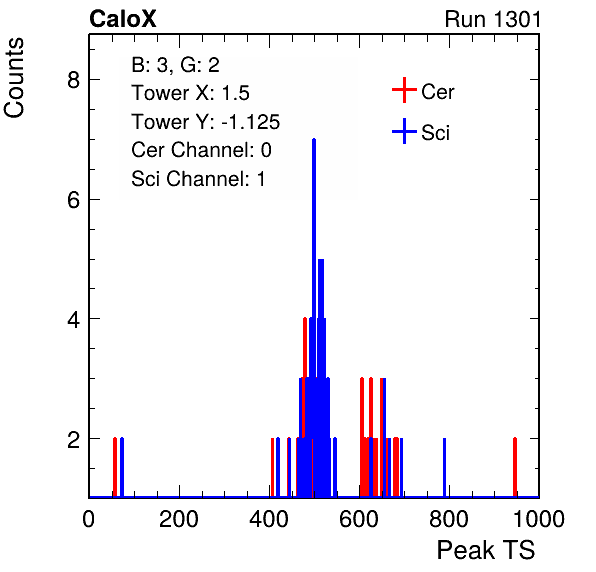 CaloX Run 1301
Counts
B: 3, G: 2
Tower X: 1.5
Tower Y: -1.125
Cer Channel: 0
Sci Channel: 1
Cer
Sci
8
6
4
2
0 200 400 600 800 1000
Peak TS